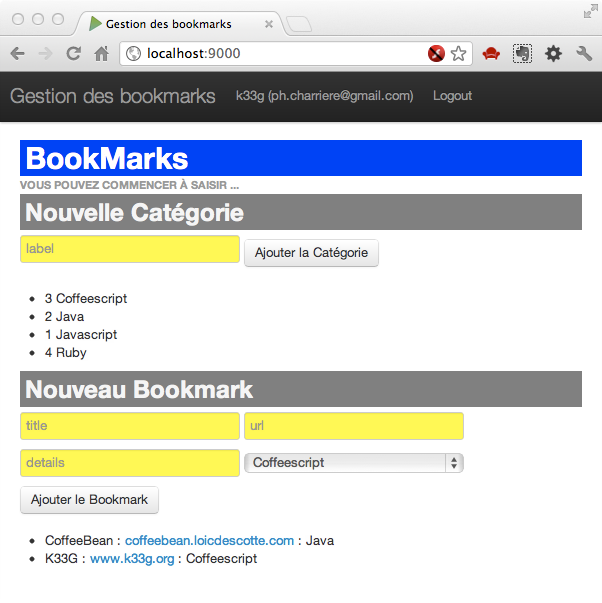 Gestion des bookmarks
localhost:9000
Gestion des bookmarks k33g (ph.charriere@gmail.com) Logout
BookMarks
VOUS POUVEZ COMMENCER À SAISIR ...
Nouvelle Catégorie
label Ajouter la Catégorie
3 Coffeescript
2 Java
1 Javascript
4 Ruby
Nouveau Bookmark
title url
details Coffeescript
Ajouter le Bookmark
CoffeeBean : coffeebean.loicdescotte.com : Java
K33G : www.k33g.org : Coffeescript